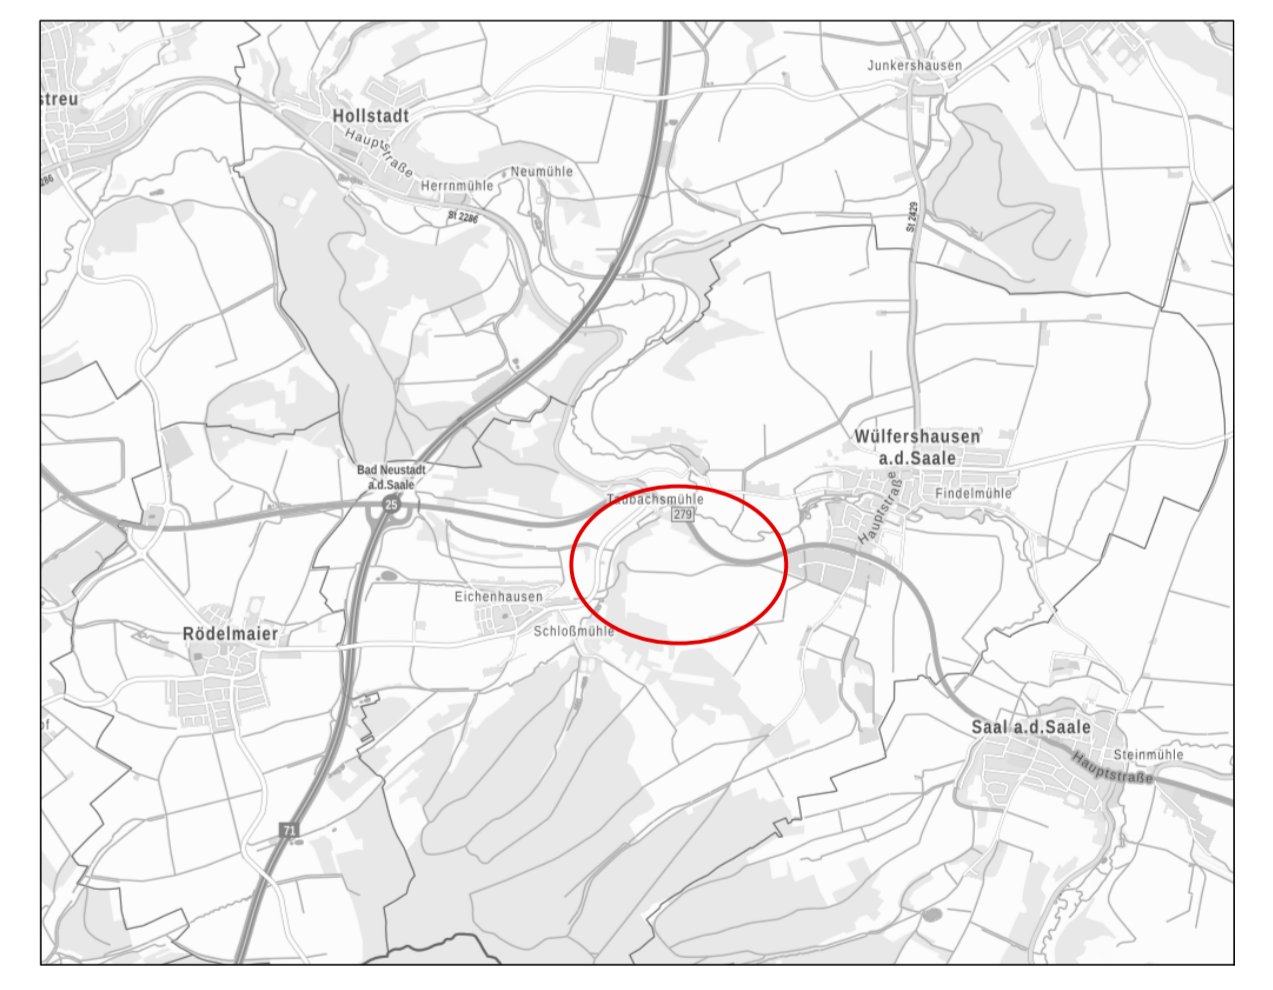 Junkershausen
streu
Hollstadt
Hauptstraße
286
Neumühle
Herrnmühle
St 2286
St 2429
Wülfershausen
a.d.Saale
Bad Neustadt
a.d.Saale
25
Taubachsmühle
279
Hauptstraße
Findelmühle
Eichenhausen
Schloßmühle
Rödelmaier
of
Saal a.d.Saale
Steinmühle
Hauptstraße
71